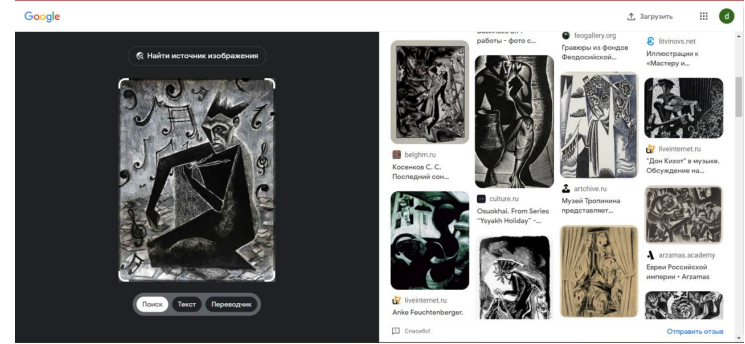 Google
Загрузить
d
Найти источник изображения
Поиск
Текст
Переводчик
работы - фото с...
belghm.ru
Косенков С. С.
Последний сон...
liveinternet.ru
Anke Feuchtenberger.
culture.ru
Osuokhai. From Series
"Ysyakh Holiday" –...
feogallery.org
Гравюры из фондов
Феодосийской...
artchive.ru
Музей Тропинина
представляет...
litvinovs.net
Иллюстрации к
«Мастеру и...
liveinternet.ru
"Дон Кихот" в музыке.
Обсуждение на...
arzamas.academy
Евреи Российской
империи • Arzamas
Спасибо!
Отправить отзыв